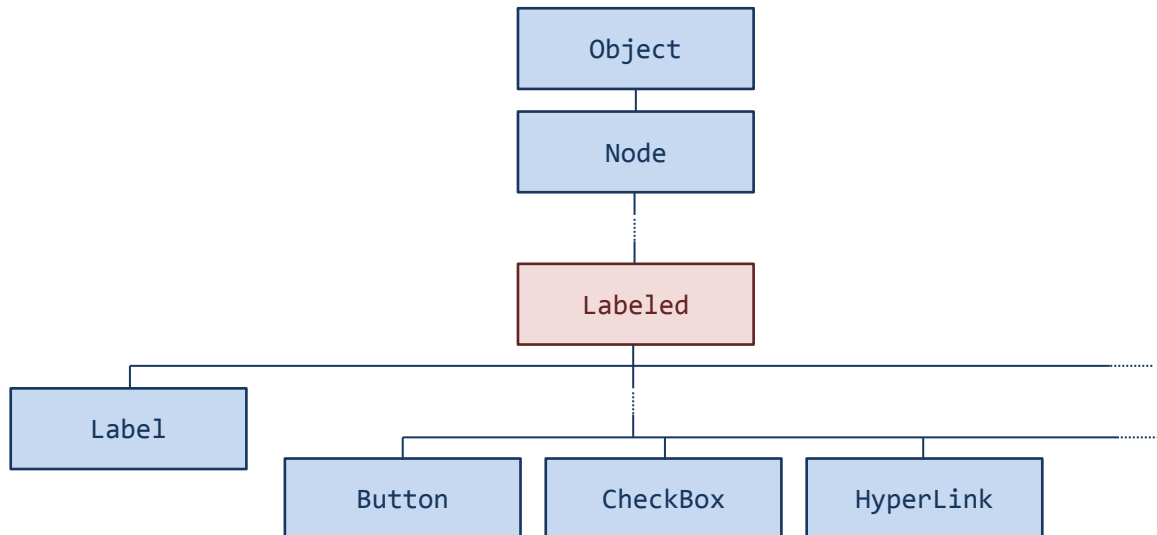 Object
Node
Labeled
Label
Button
CheckBox
HyperLink